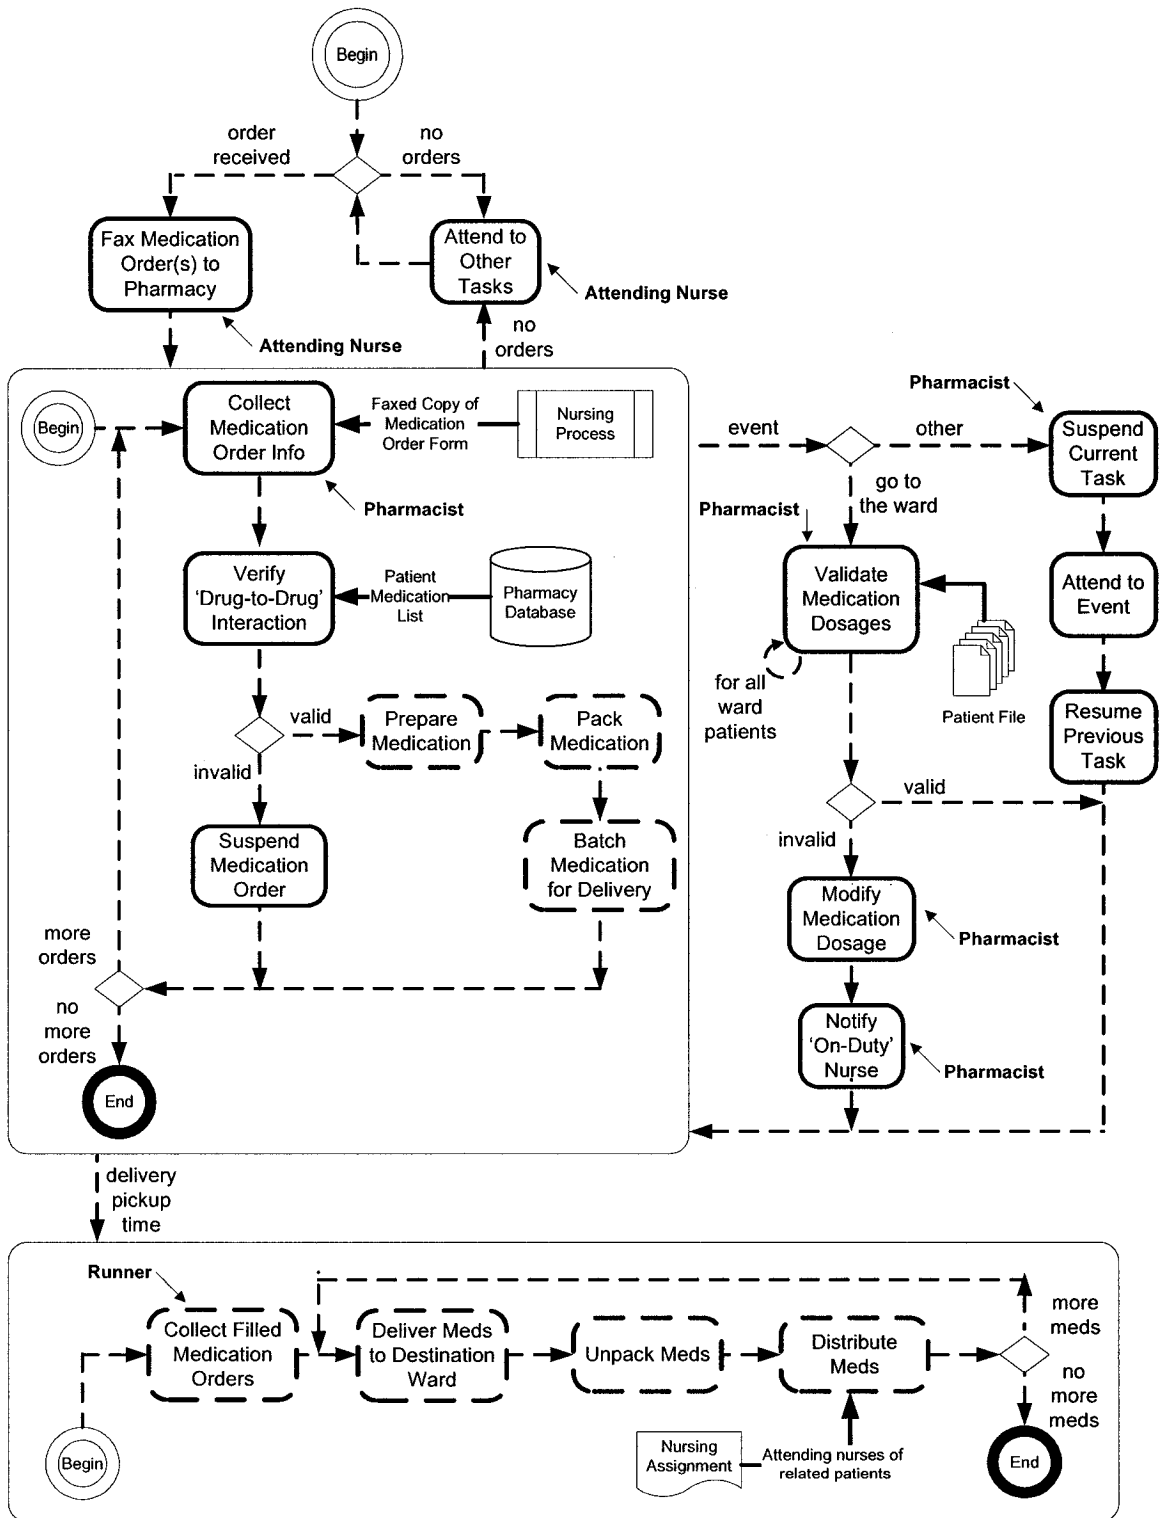 Begin
order
received
no
orders
Fax Medication
Order(s) to
Pharmacy
Attend to
Other
Tasks
Attending Nurse
Attending Nurse
no
orders
Begin
Collect
Medication
Order Info
Faxed Copy of
Medication
Order Form
Nursing
Process
Pharmacist
Verify
'Drug-to-Drug'
Interaction
Patient
Medication
List
Pharmacy
Database
valid
invalid
Prepare
Medication
Pack
Medication
Suspend
Medication
Order
Batch
Medication
for Delivery
more
orders
no
more
orders
End
event
other
Pharmacist
Suspend
Current
Task
go to
the ward
Pharmacist
Validate
Medication
Dosages
Attend to
Event
for all
ward
patients
Patient File
Resume
Previous
Task
valid
invalid
Modify
Medication
Dosage
Pharmacist
Notify
'On-Duty'
Nurse
Pharmacist
delivery
pickup
time
Runner
Collect Filled
Medication
Orders
Deliver Meds
to Destination
Ward
Unpack Meds
Distribute
Meds
more
meds
no
more
meds
Begin
Nursing
Assignment
Attending nurses of
related patients
End